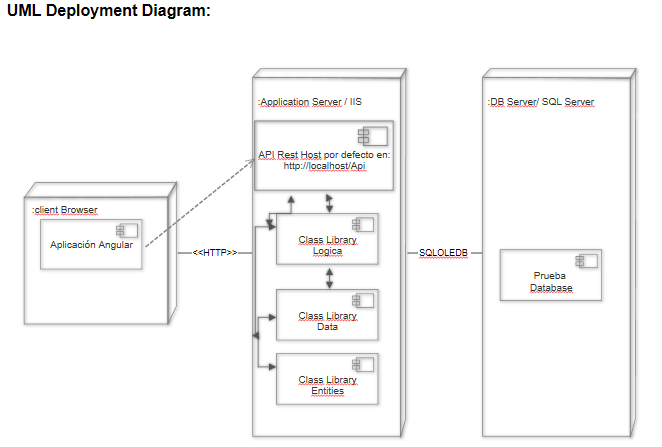 UML Deployment Diagram:
:Application Server / IIS
:DB Server/ SQL Server
API Rest Host por defecto en:
http://localhost/Api
:client Browser
Aplicación Angular
<<HTTP>>
Class Library
Logica
SQLOLEDB
Prueba
Database
Class Library
Data
Class Library
Entities